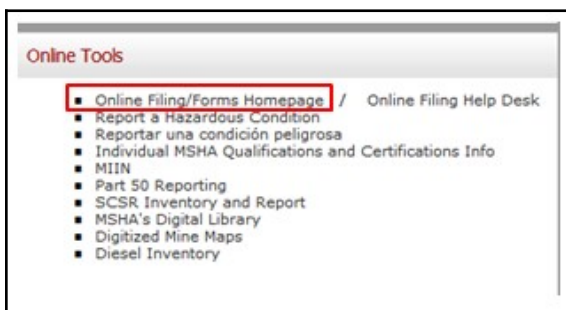 Online Tools
Online Filing/Forms Homepage / Online Filing Help Desk
Report a Hazardous Condition
Reportar una condición peligrosa
Individual MSHA Qualifications and Certifications Info
MIIN
Part 50 Reporting
SCSR Inventory and Report
MSHA's Digital Library
Digitized Mine Maps
Diesel Inventory